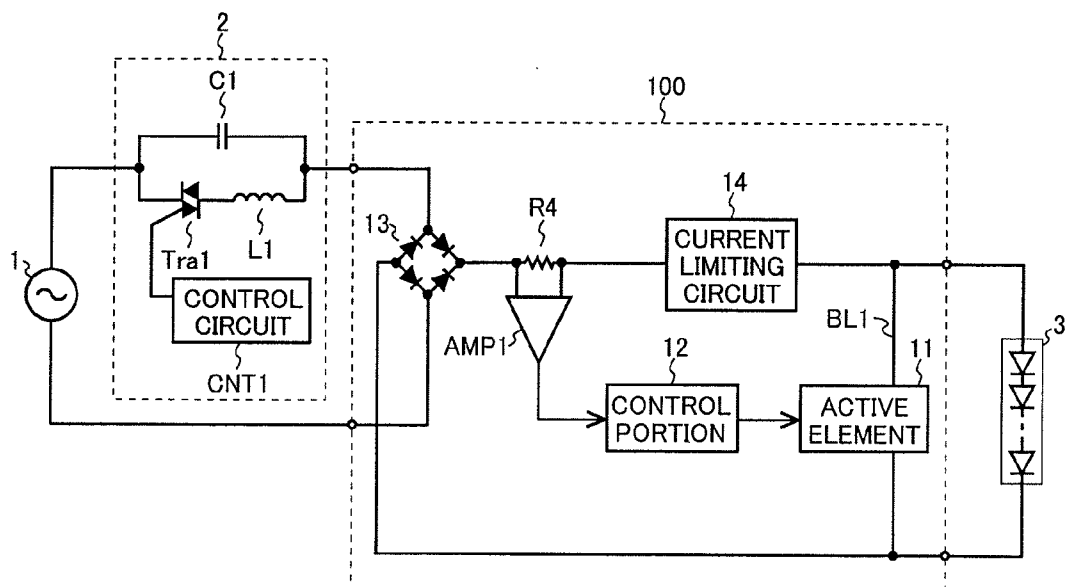 2
C1
100
14
R4
13
CURRENT
LIMITING
CIRCUIT
Tra1
L1
1
CONTROL
CIRCUIT
BL1
3
AMP1
12
11
CNT1
CONTROL
PORTION
ACTIVE
ELEMENT